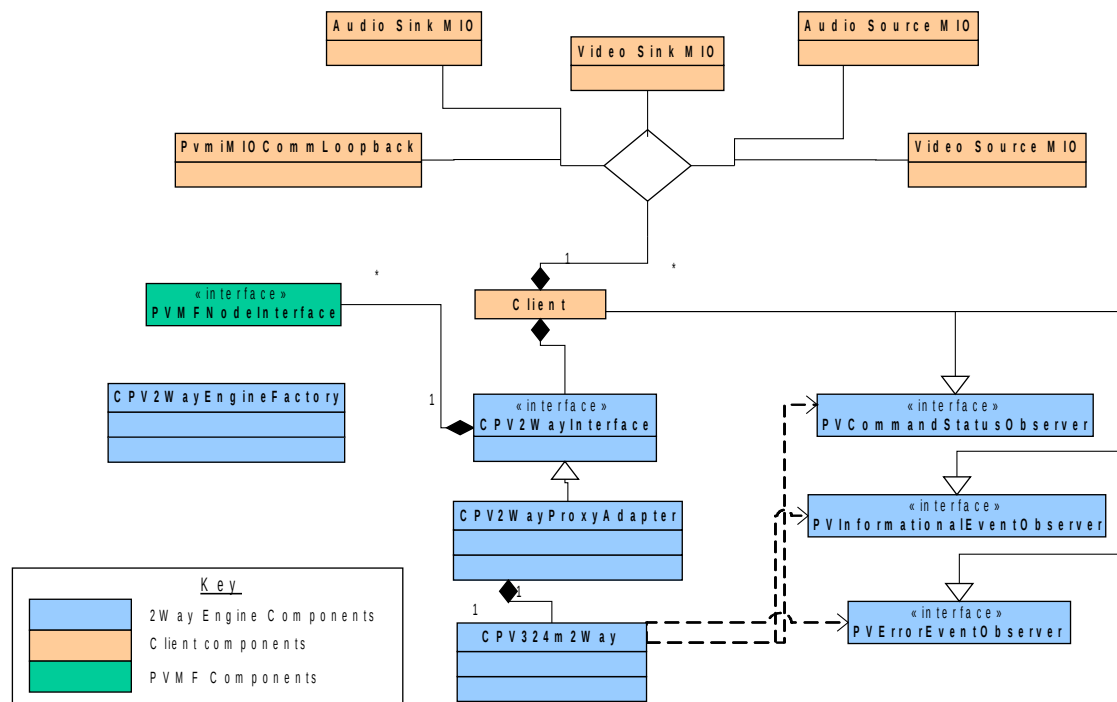 Audio Sink MIO
Audio Source MIO
Video Sink MIO
PvmiMIOCommLoopback
Video Source MIO
1
*
*
«interface»
PVMFNodeInterface
Client
CPV2WayEngineFactory
1
«interface»
CPV2WayInterface
«interface»
PVCommandStatusObserver
CPV2WayProxyAdapter
«interface»
PVInformationalEventObserver
1
1
CPV324m2Way
«interface»
PVErrorEventObserver
Key
2Way Engine Components
Client components
PVMF Components